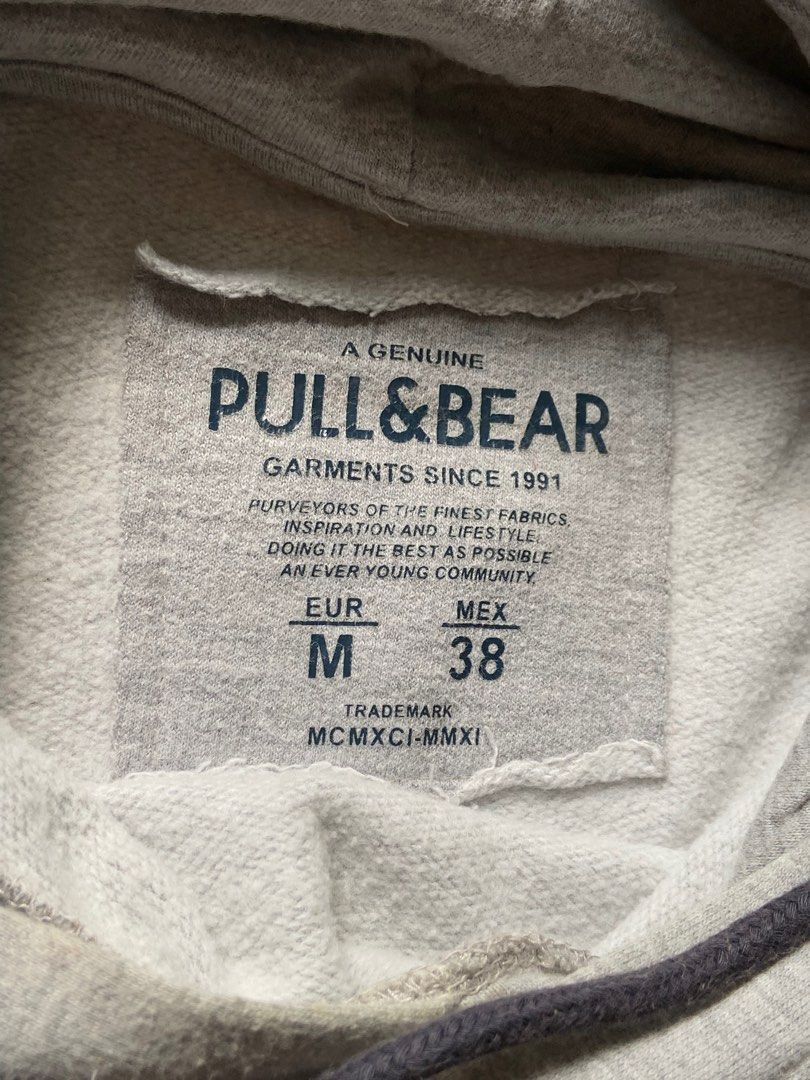 A GENUINE
PULL&BEAR
GARMENTS SINCE 1991
PURVEYORS OF THE FINEST FABRICS,
INSPIRATION AND LIFESTYLE,
DOING IT THE BEST AS POSSIBLE
AN EVER YOUNG COMMUNITY,
EUR MEX
M 38
TRADEMARK
MCMXCI-MMXI